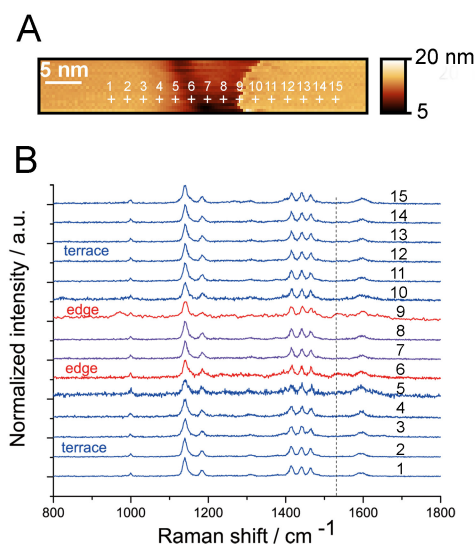 A
5 nm
1 2 3 4 5 6 7 8 9 10 11 12 13 14 15
20 nm
5
B
Normalized intensity / a.u.
15
14
13
terrace 12
11
10
edge 9
8
7
edge 6
5
4
3
terrace 2
1
800 1000 1200 1400 1600 1800
Raman shift / cm -1